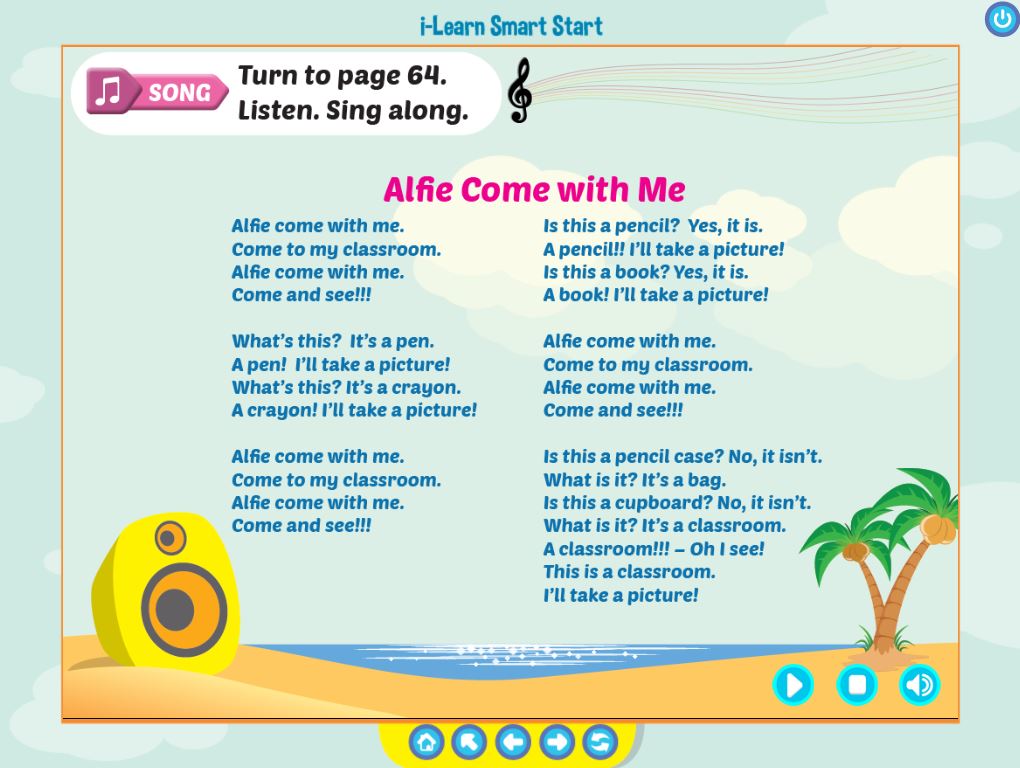 i-Learn Smart Start
SONG
Turn to page 64.
Listen. Sing along.
Alfie Come with Me
Alfie come with me.
Come to my classroom.
Alfie come with me.
Come and see!!!
What's this?  It's a pen.
A pen!  I'll take a picture!
What's this? It's a crayon.
A crayon! I'll take a picture!
Alfie come with me.
Come to my classroom.
Alfie come with me.
Come and see!!!
Is this a pencil?  Yes, it is.
A pencil!! I'll take a picture!
Is this a book? Yes, it is.
A book! I'll take a picture!
Alfie come with me.
Come to my classroom.
Alfie come with me.
Come and see!!!
Is this a pencil case? No, it isn't.
What is it? It's a bag.
Is this a cupboard? No, it isn't.
What is it? It's a classroom.
A classroom!!! – Oh I see!
This is a classroom.
I'll take a picture!